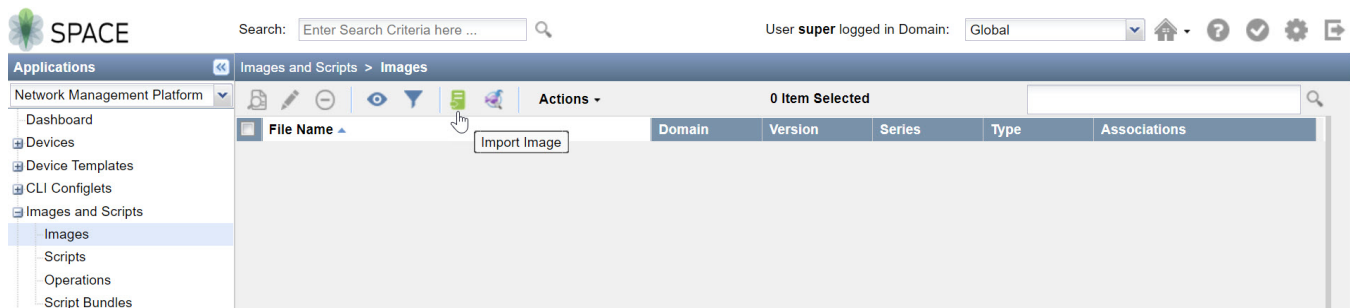 SPACE
Search: Enter Search Criteria here ...
User super logged in Domain: Global
Applications
Images and Scripts > Images
Network Management Platform
Actions
0 Item Selected
File Name
Domain
Version
Series
Type
Associations
Import Image
Dashboard
Devices
Device Templates
CLI Configlets
Images and Scripts
Images
Scripts
Operations
Script Bundles